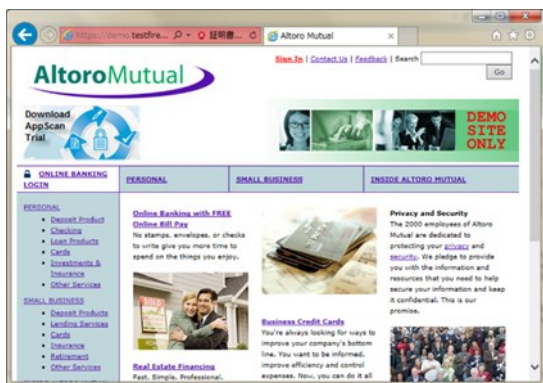 https://demo.testfire...
証明書...
Altoro Mutual
AltoroMutual
Sign In | Contact Us | Feedback | Search
Go
Download
AppScan
Trial
DEMO
SITE
ONLY
ONLINE BANKING
LOGIN
PERSONAL
SMALL BUSINESS
INSIDE ALTORO MUTUAL
PERSONAL
Deposit Product
Checking
Loan Products
Cards
Investments &
Insurance
Other Services
SMALL BUSINESS
Deposit Products
Lending Services
Cards
Insurance
Retirement
Other Services
Online Banking with FREE
Online Bill Pay
No stamps, envelopes, or checks
to write give you more time to
spend on the things you enjoy.
SOLD
Real Estate Financing
Fast. Simple. Professional.
Business Credit Cards
You're always looking for ways to
improve your company's bottom
line. You want to be informed,
improve efficiency and control
expenses. Now, you can do it all
Privacy and Security
The 2000 employees of Altoro
Mutual are dedicated to
protecting your privacy and
security. We pledge to provide
you with the information and
resources that you need to help
secure your information and keep
it confidential. This is our
promise.